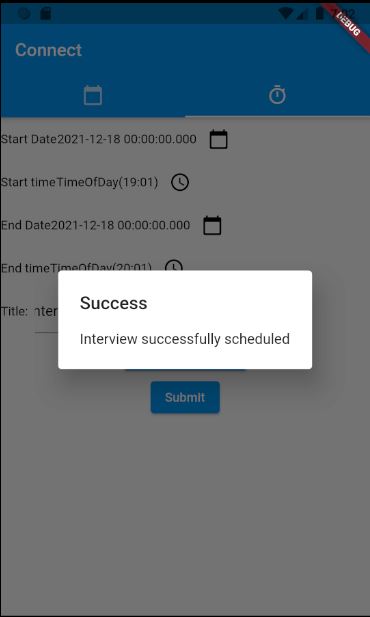 DEBUG
Connect
Start Date2021-12-18 00:00:00.000
Start timeTimeOfDay(19:01)
End Date2021-12-18 00:00:00.000
End timeTimeOfDay(20:01)
Title:
Success
Interview successfully scheduled
Submit